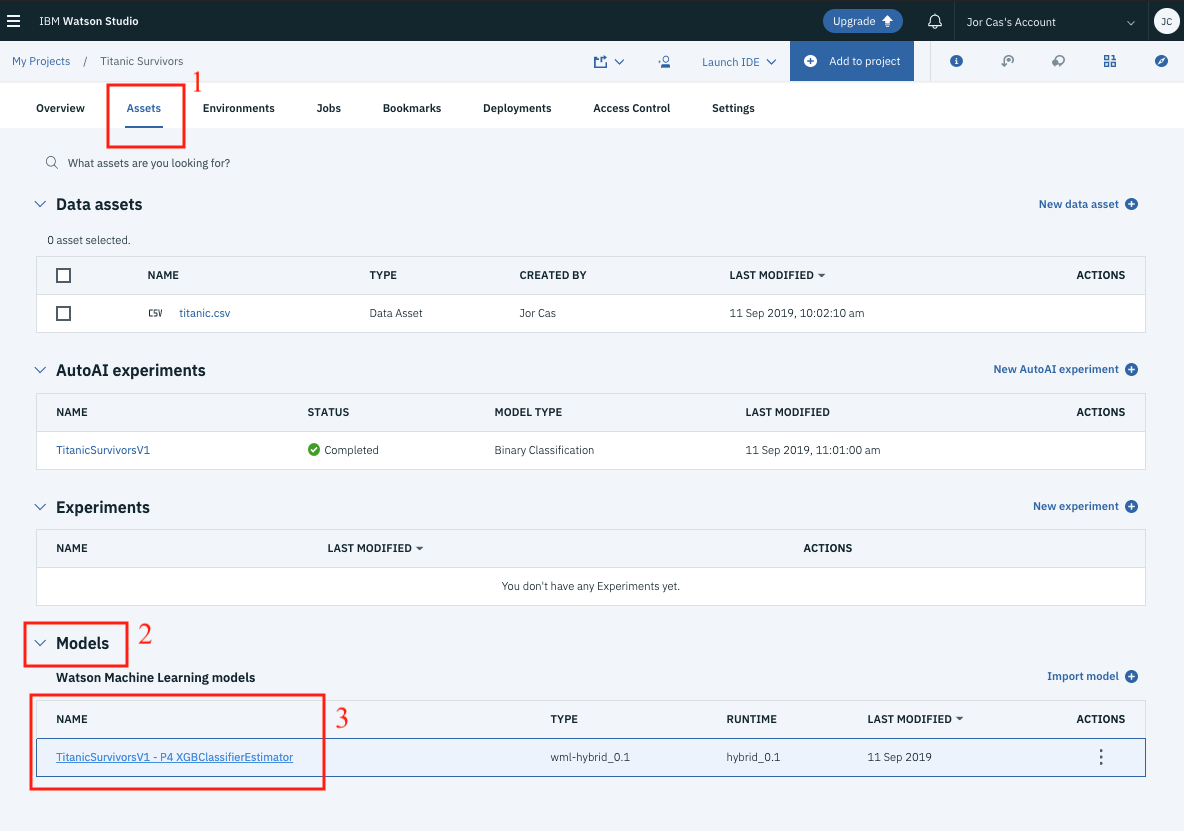 IBM Watson Studio Upgrade Jor Cas's Account JC
My Projects / Titanic Survivors Launch IDE Add to project
1
Overview Assets Environments Jobs Bookmarks Deployments Access Control Settings
What assets are you looking for?
Data assets New data asset
0 asset selected.
NAME TYPE CREATED BY LAST MODIFIED ACTIONS
CSV titanic.csv Data Asset Jor Cas 11 Sep 2019, 10:02:10 am
AutoAI experiments New AutoAI experiment
NAME STATUS MODEL TYPE LAST MODIFIED ACTIONS
TitanicSurvivorsV1 Completed Binary Classification 11 Sep 2019, 11:01:00 am
Experiments New experiment
NAME LAST MODIFIED ACTIONS
You don't have any Experiments yet.
Models 2
Watson Machine Learning models Import model
NAME 3 TYPE RUNTIME LAST MODIFIED ACTIONS
TitanicSurvivorsV1 - P4 XGBClassifierEstimator wml-hybrid_0.1 hybrid_0.1 11 Sep 2019